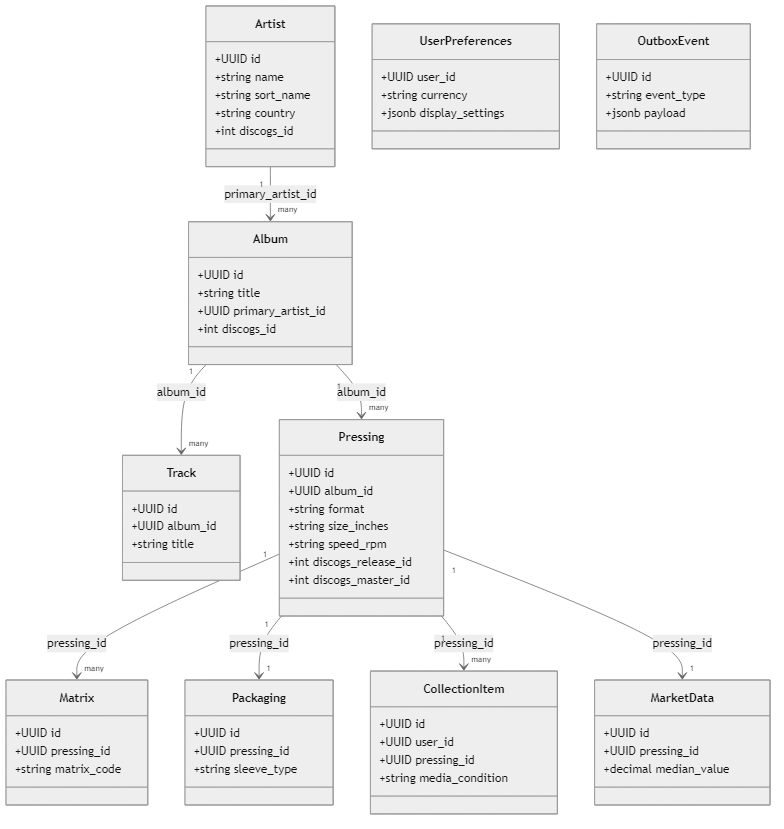 Artist
+UUID id
+string name
+string sort_name
+string country
+int discogs_id
UserPreferences
+UUID user_id
+string currency
+jsonb display_settings
OutboxEvent
+UUID id
+string event_type
+jsonb payload
1
primary_artist_id
many
Album
+UUID id
+string title
+UUID primary_artist_id
+int discogs_id
1
album_id
many
1
album_id
many
Track
+UUID id
+UUID album_id
+string title
Pressing
+UUID id
+UUID album_id
+string format
+string size_inches
+string speed_rpm
+int discogs_release_id
+int discogs_master_id
1
pressing_id
many
1
pressing_id
1
1
pressing_id
many
1
pressing_id
1
Matrix
+UUID id
+UUID pressing_id
+string matrix_code
Packaging
+UUID id
+UUID pressing_id
+string sleeve_type
CollectionItem
+UUID id
+UUID user_id
+UUID pressing_id
+string media_condition
MarketData
+UUID id
+UUID pressing_id
+decimal median_value